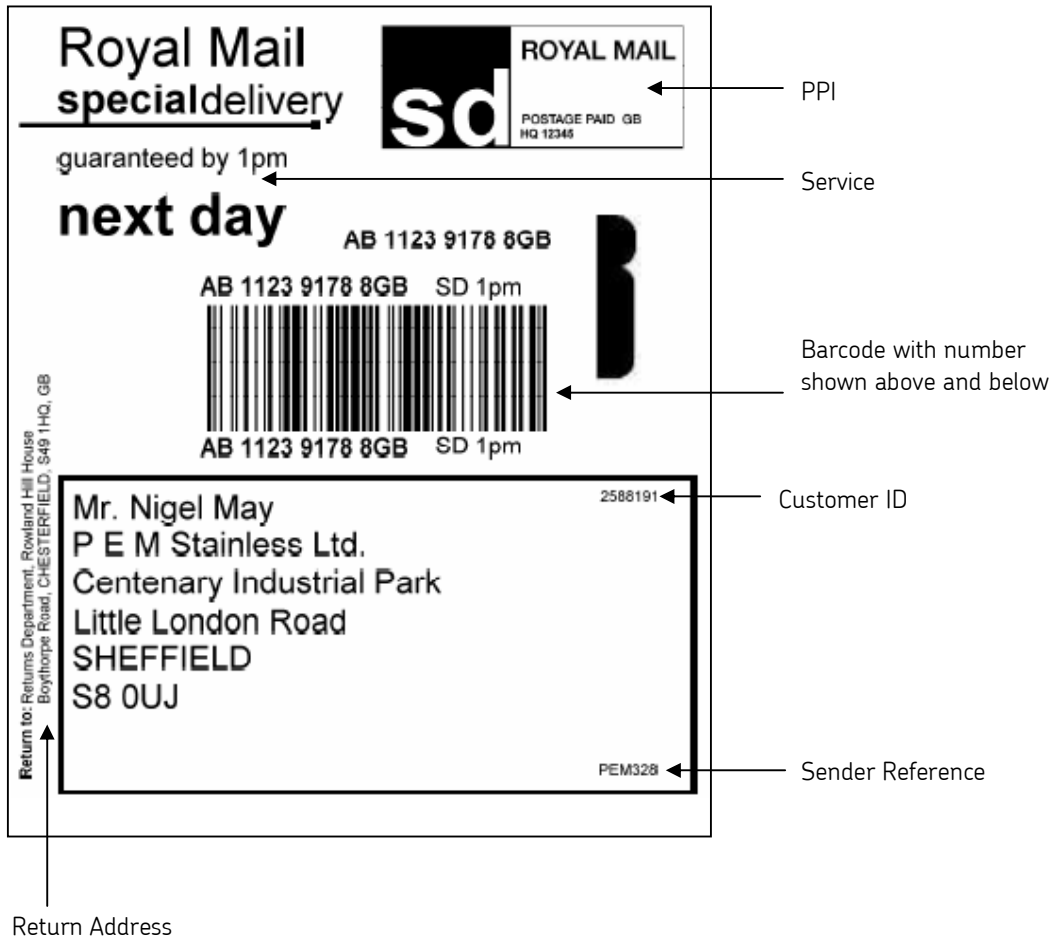 Royal Mail
specialdelivery
guaranteed by 1pm
next day
sd
ROYAL MAIL
POSTAGE PAID GB
HQ 12345
PPI
Service
AB 1123 9178 8GB
AB 1123 9178 8GB SD 1pm
AB 1123 9178 8GB SD 1pm
Barcode with number
shown above and below
Return to: Returns Department, Rowland Hill House
Boythorpe Road, CHESTERFIELD, S49 1HQ, GB
Mr. Nigel May
P E M Stainless Ltd.
Centenary Industrial Park
Little London Road
SHEFFIELD
S8 0UJ
2588191
Customer ID
PEM328
Sender Reference
Return Address